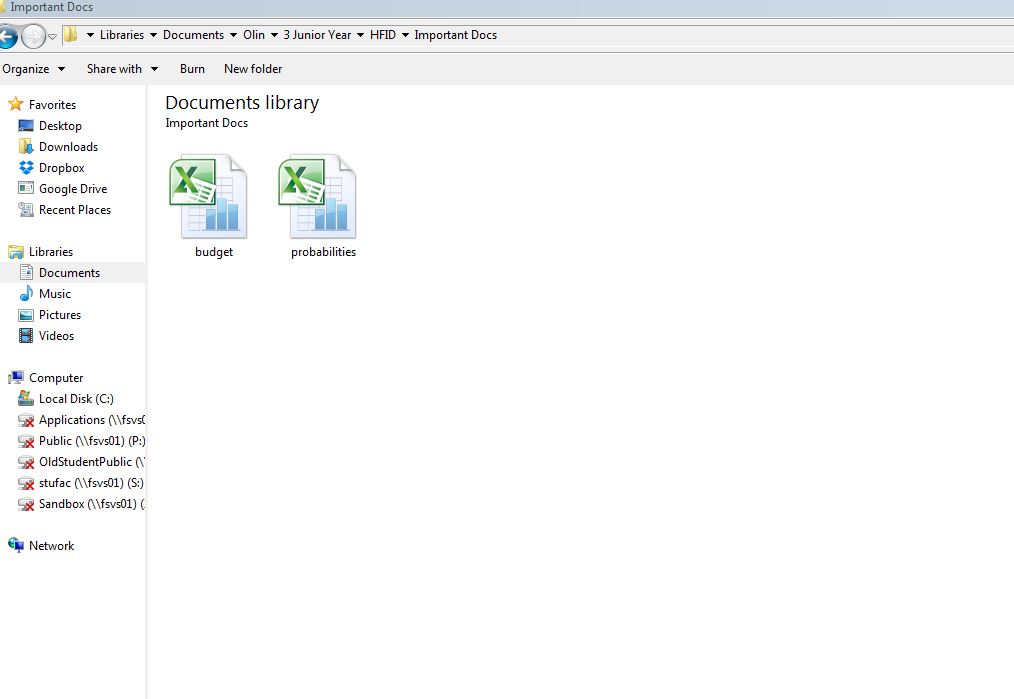 Important Docs
Libraries Documents Olin 3 Junior Year HFID Important Docs
Organize Share with Burn New folder
Favorites
Desktop
Downloads
Dropbox
Google Drive
Recent Places
Libraries
Documents
Music
Pictures
Videos
Computer
Local Disk (C:)
Applications (\\fsvs0
Public (\\fsvs01) (P:)
OldStudentPublic (\
stufac (\\fsvs01) (S:)
Sandbox (\\fsvs01) (
Network
Documents library
Important Docs
budget probabilities